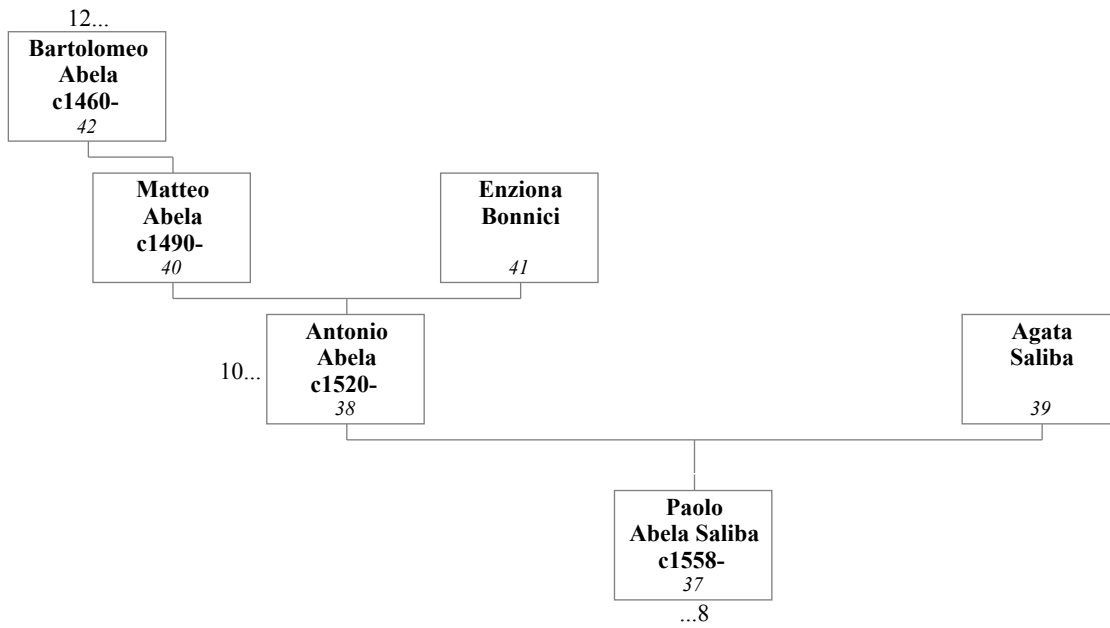 12...
Bartolomeo
Abela
c1460-
42
Matteo
Abela
c1490-
40
Enziona
Bonnici
41
10...
Antonio
Abela
c1520-
38
Agata
Saliba
39
Paolo
Abela Saliba
c1558-
37
...8